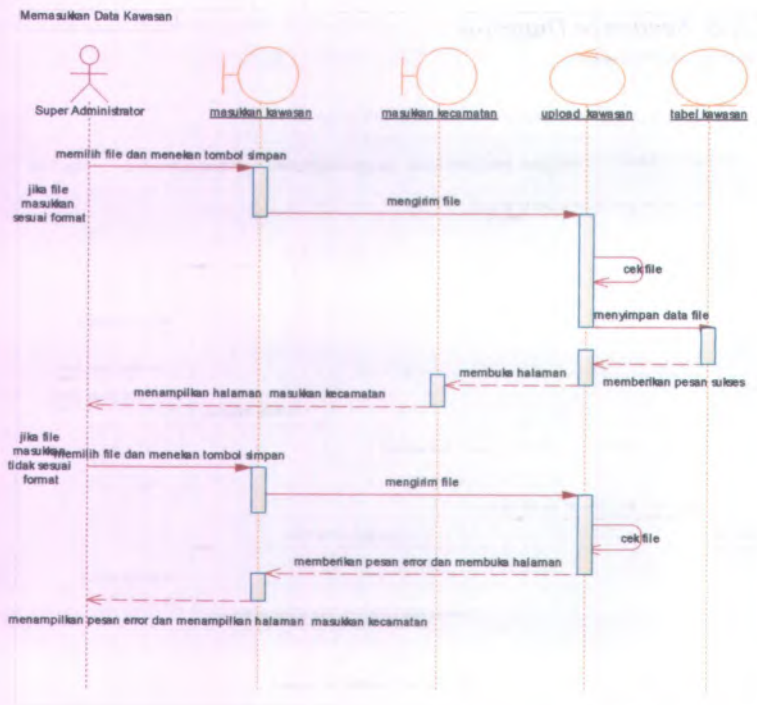 Memasukkan Data Kawasan
Super Administrator
masukkan kawasan
masukkan kecamatan
upload kawasan
tabel kawasan
memilih file dan menekan tombol simpan
jika file
masukkan
sesuai format
mengirim file
cek file
menyimpan data file
memberikan pesan sukses
membuka halaman
menampilkan halaman masukkan kecamatan
jika file
masukkan
tidak sesuai
format
memilih file dan menekan tombol simpan
mengirim file
cek file
memberikan pesan error dan membuka halaman
menampilkan pesan error dan menampilkan halaman masukkan kecamatan